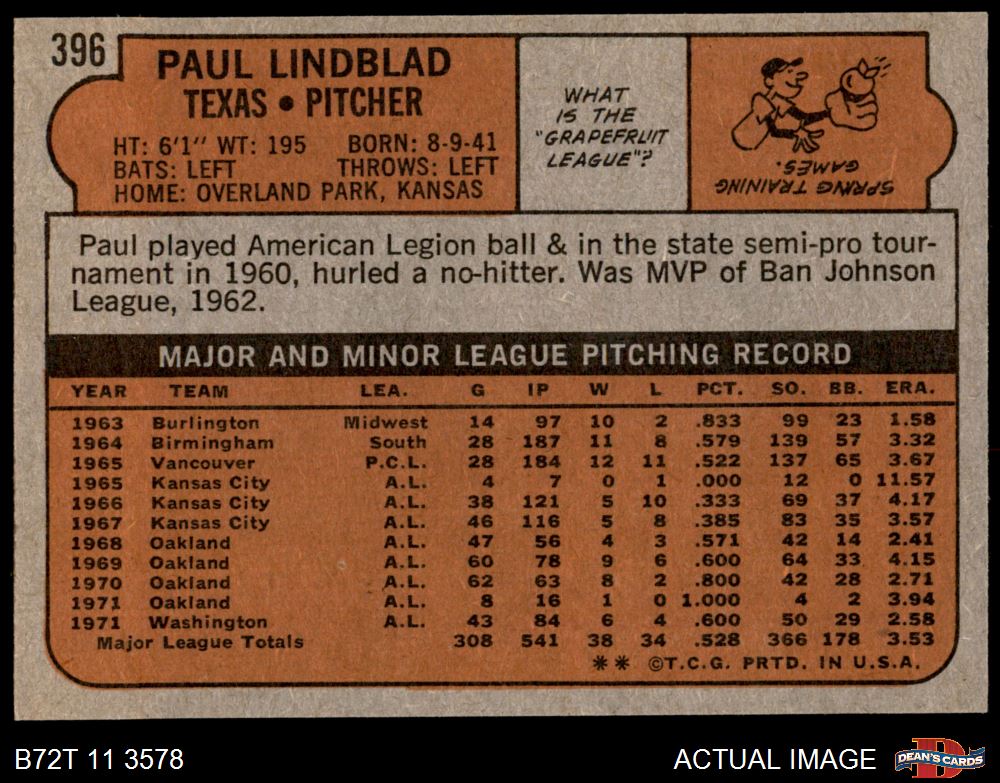 396
PAUL LINDBLAD
TEXAS • PITCHER
HT: 6'1" WT: 195 BORN: 8-9-41
BATS: LEFT THROWS: LEFT
HOME: OVERLAND PARK, KANSAS
WHAT
IS THE
"GRAPEFRUIT
LEAGUE"?
SPRING TRAINING
GAMES.
Paul played American Legion ball & in the state semi-pro tour-
nament in 1960, hurled a no-hitter. Was MVP of Ban Johnson
League, 1962.
MAJOR AND MINOR LEAGUE PITCHING RECORD
YEAR TEAM LEA. G IP W L PCT. SO. BB. ERA.
1963 Burlington Midwest 14 97 10 2 .833 99 23 1.58
1964 Birmingham South 28 187 11 8 .579 139 57 3.32
1965 Vancouver P.C.L. 28 184 12 11 .522 137 65 3.67
1965 Kansas City A.L. 4 7 0 1 .000 12 0 11.57
1966 Kansas City A.L. 38 121 5 10 .333 69 37 4.17
1967 Kansas City A.L. 46 116 5 8 .385 83 35 3.57
1968 Oakland A.L. 47 56 4 3 .571 42 14 2.41
1969 Oakland A.L. 60 78 9 6 .600 64 33 4.15
1970 Oakland A.L. 62 63 8 2 .800 42 28 2.71
1971 Oakland A.L. 8 16 1 0 1.000 4 2 3.94
1971 Washington A.L. 43 84 6 4 .600 50 29 2.58
Major League Totals 308 541 38 34 .528 366 178 3.53
** ©T.C.G. PRTD. IN U.S.A.
B72T 11 3578
ACTUAL IMAGE
DEAN'S CARDS